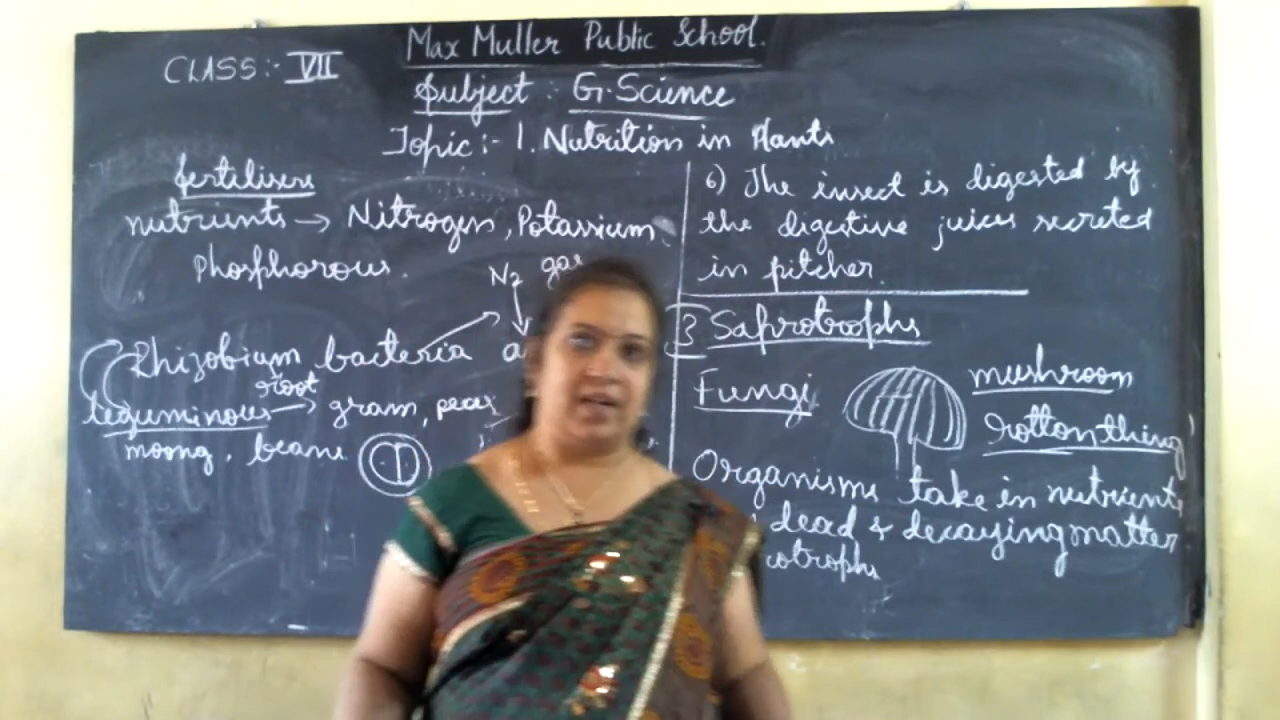 Max Muller Public School.
CLASS:- VII
Subject : G.Science
Topic:- 1. Nutrition in Plants
fertilisers
nutrients → Nitrogen, Potassium,
Phosphorous.
N2 gas
Rhizobium bacteria
root
leguminous → gram, peas
moong, beans
6) The insect is digested by
the digestive juices secreted
in pitcher.
3 Saprotrophs
Fungi
mushroom
rotton thing
Organisms take in nutrients
dead & decaying matter